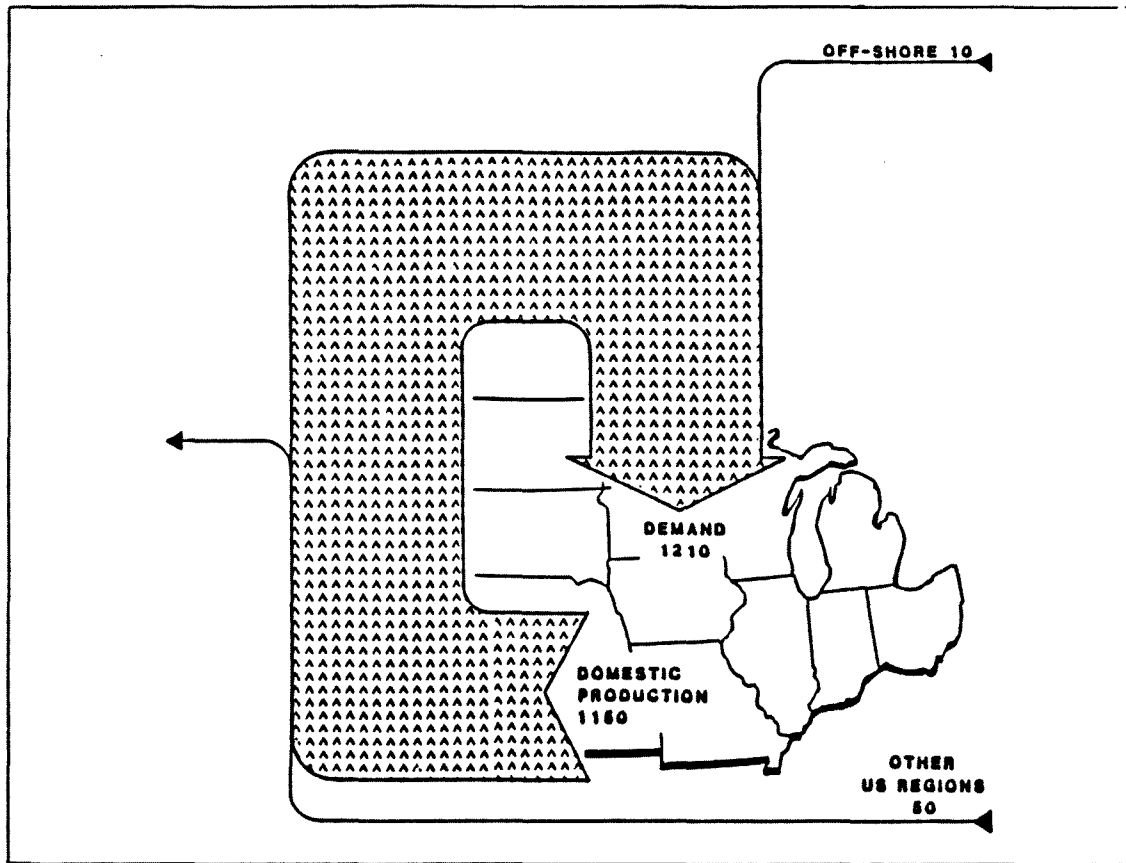 OFF-SHORE 10
DEMAND
1210
DOMESTIC
PRODUCTION
1150
OTHER
US REGIONS
50